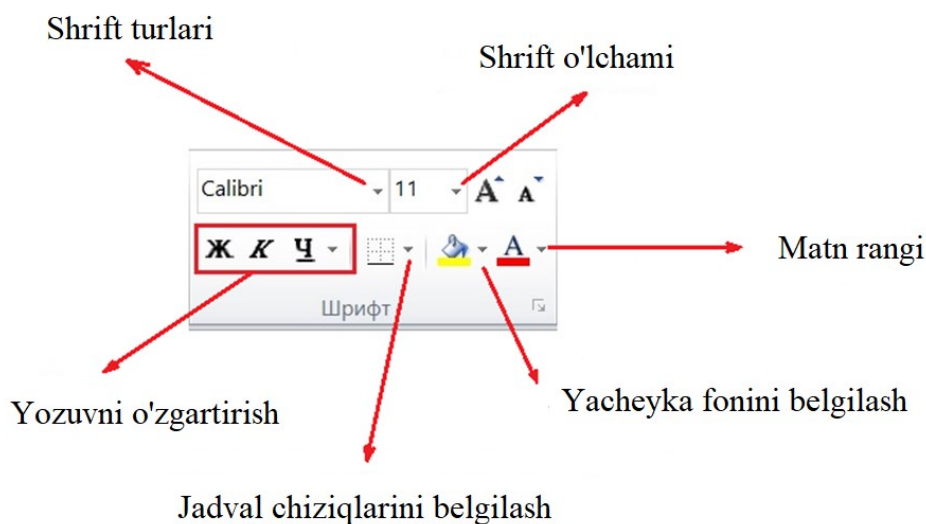 Shrift turlari
Shrift o'lchami
Calibri 11 A A
Ж К Ч A
Matn rangi
Шрифт
Yozuvni o'zgartirish
Yacheyka fonini belgilash
Jadval chiziqlarini belgilash